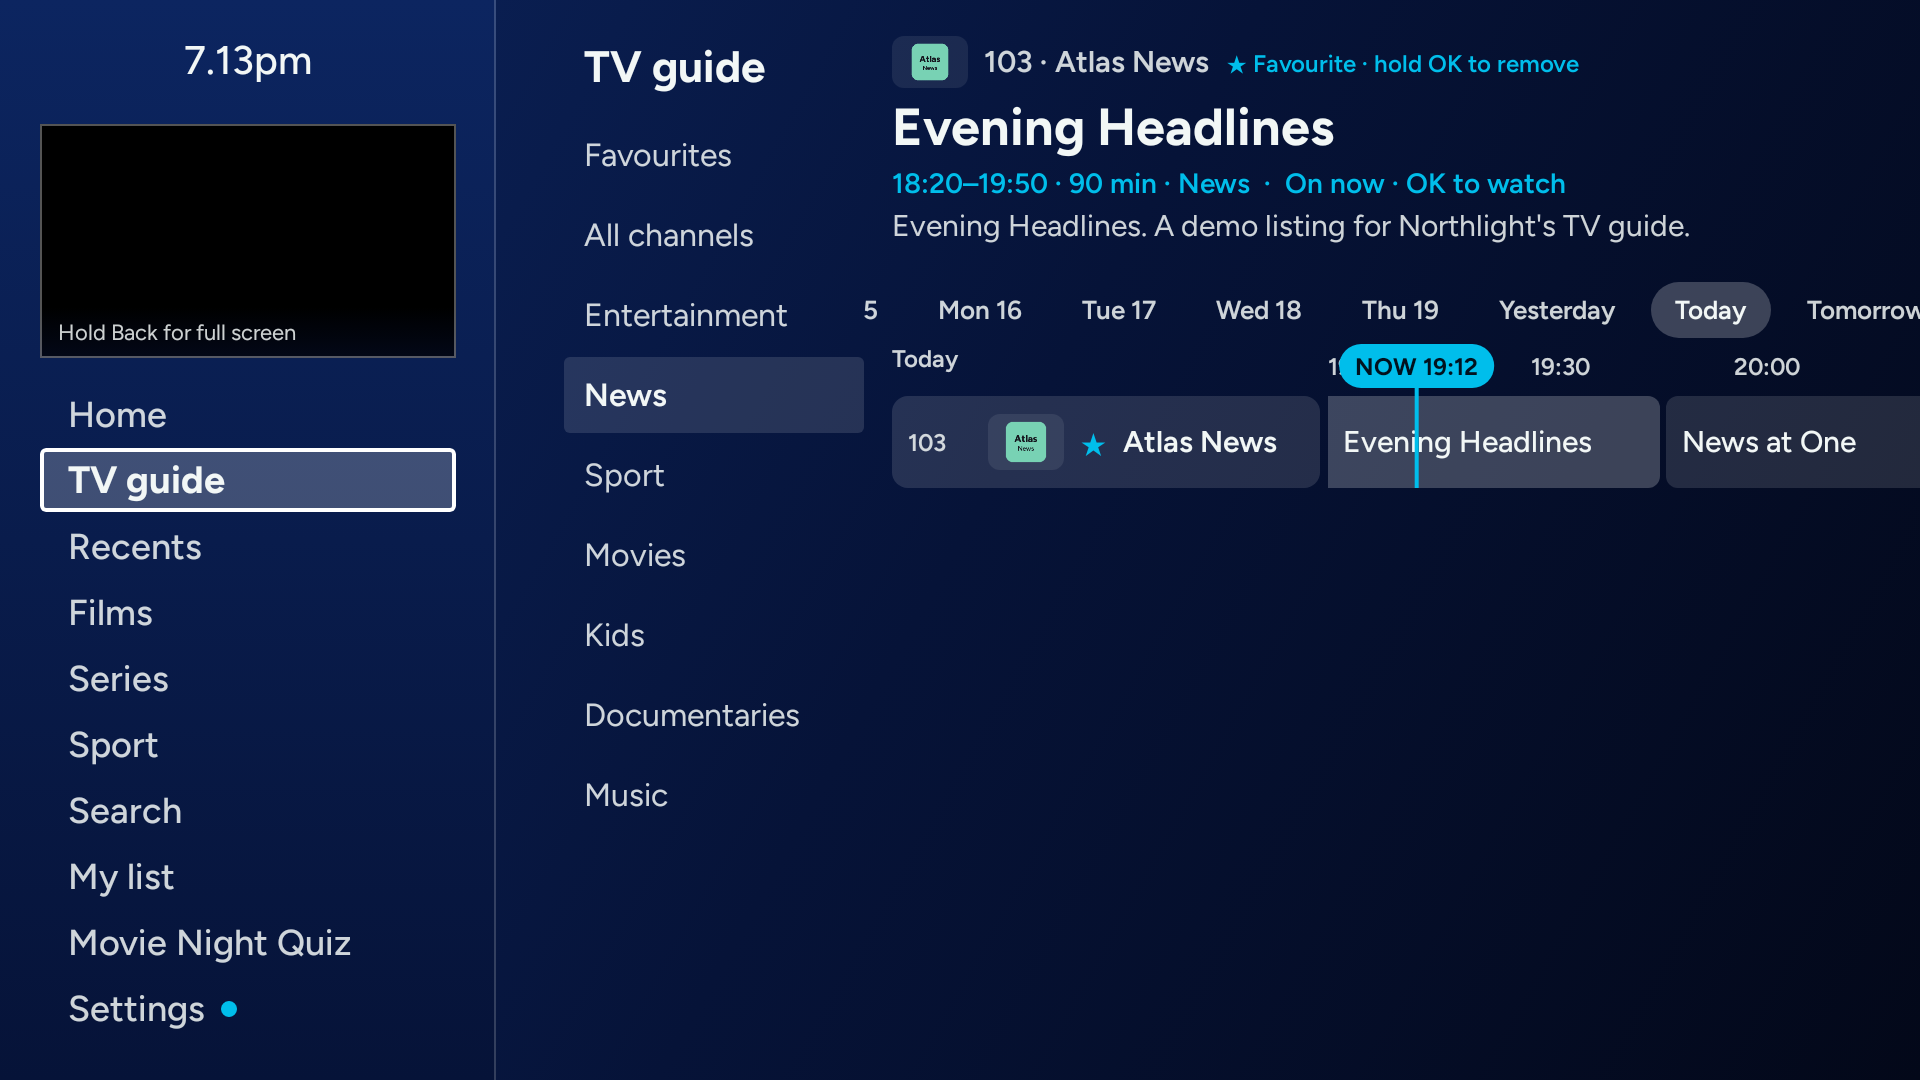 7.13pm
Hold Back for full screen
Home
TV guide
Recents
Films
Series
Sport
Search
My list
Movie Night Quiz
Settings
TV guide
Favourites
All channels
Entertainment
News
Sport
Movies
Kids
Documentaries
Music
Atlas
News
103 · Atlas News ★ Favourite · hold OK to remove
Evening Headlines
18:20–19:50 · 90 min · News · On now · OK to watch
Evening Headlines. A demo listing for Northlight's TV guide.
5 Mon 16 Tue 17 Wed 18 Thu 19 Yesterday Today Tomorrow
Today
NOW 19:12 19:30 20:00
103 Atlas News ★ Atlas News Evening Headlines News at One